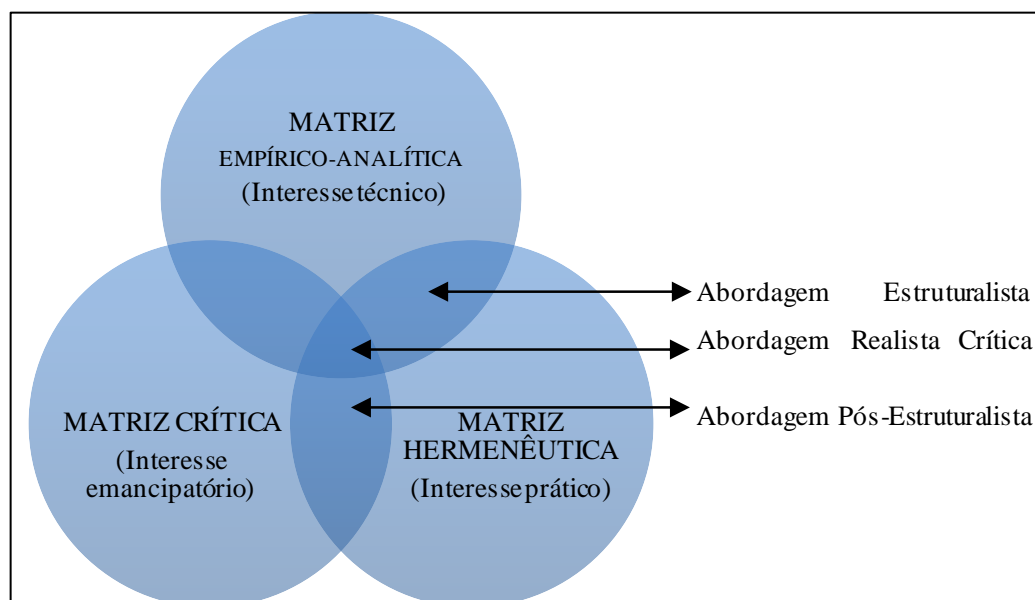 MATRIZ
EMPÍRICO-ANALÍTICA
(Interesse técnico)
Abordagem Estruturalista
Abordagem Realista Crítica
Abordagem Pós-Estruturalista
MATRIZ CRÍTICA
(Interesse
emancipatório)
MATRIZ
HERMENÊUTICA
(Interesse prático)